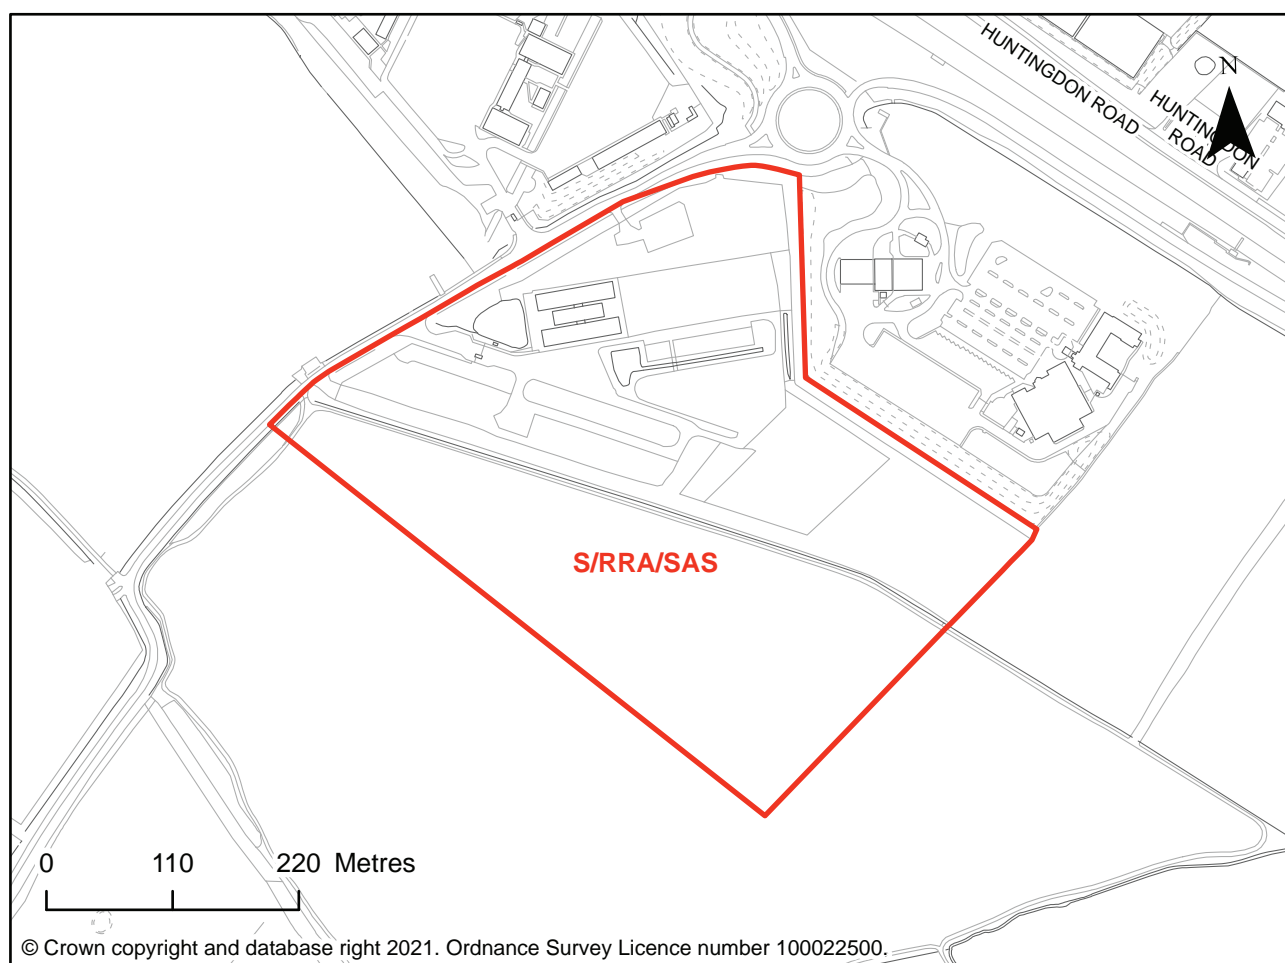 HUNTINGDON ROAD
N
HUNTINGDON
ROAD
S/RRA/SAS
0 110 220 Metres
© Crown copyright and database right 2021. Ordnance Survey Licence number 100022500.